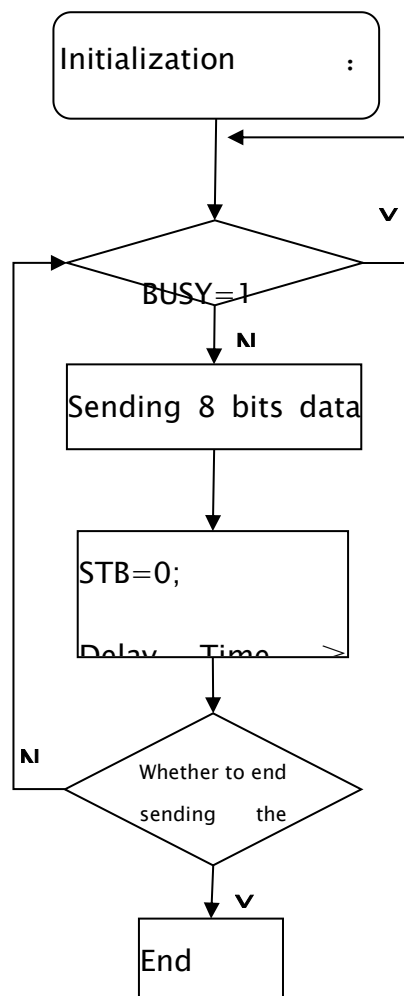 Initialization ：
BUSY=1
N
Sending 8 bits data
STB=0;
Delay Time >
N
Whether to end
sending the
End